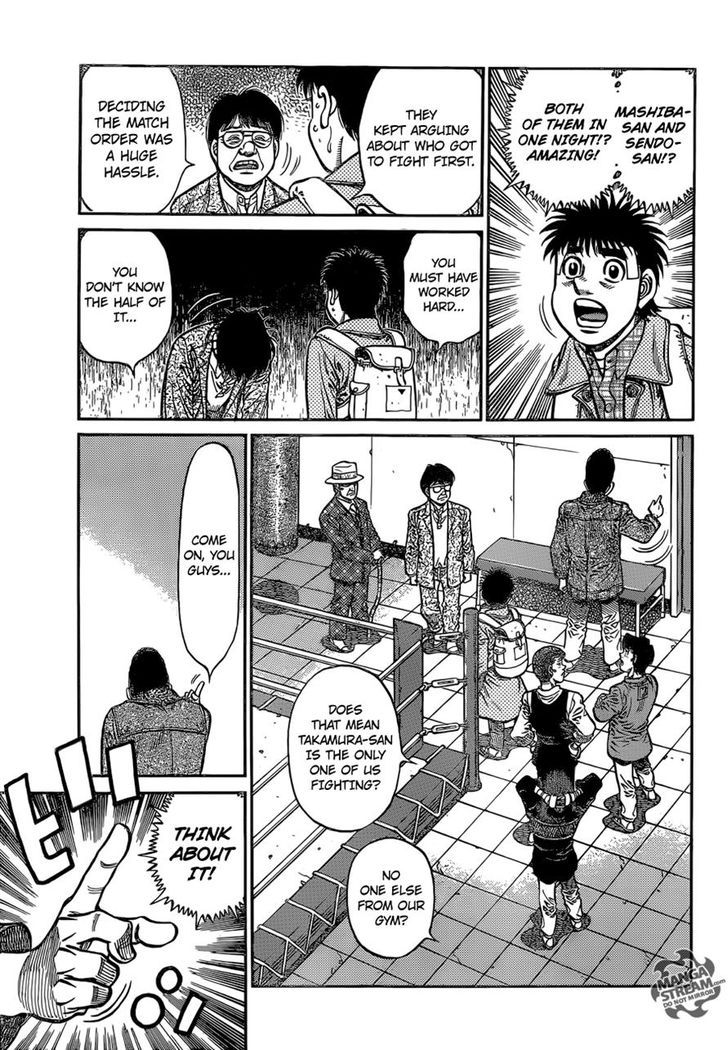 MASHIBA-
SAN AND
SENDO-
SAN!?
BOTH
OF THEM IN
ONE NIGHT!?
AMAZING!
THEY
KEPT ARGUING
ABOUT WHO GOT
TO FIGHT FIRST.
DECIDING
THE MATCH
ORDER WAS
A HUGE
HASSLE.
YOU
MUST HAVE
WORKED
HARD...
YOU
DON'T KNOW
THE HALF OF
IT...
DOES
THAT MEAN
TAKAMURA-SAN
IS THE ONLY
ONE OF US
FIGHTING?
NO
ONE ELSE
FROM OUR
GYM?
COME
ON, YOU
GUYS...
THINK
ABOUT
IT!
ビッ
MANGA
STREAM.COM
DO NOT MIRROR